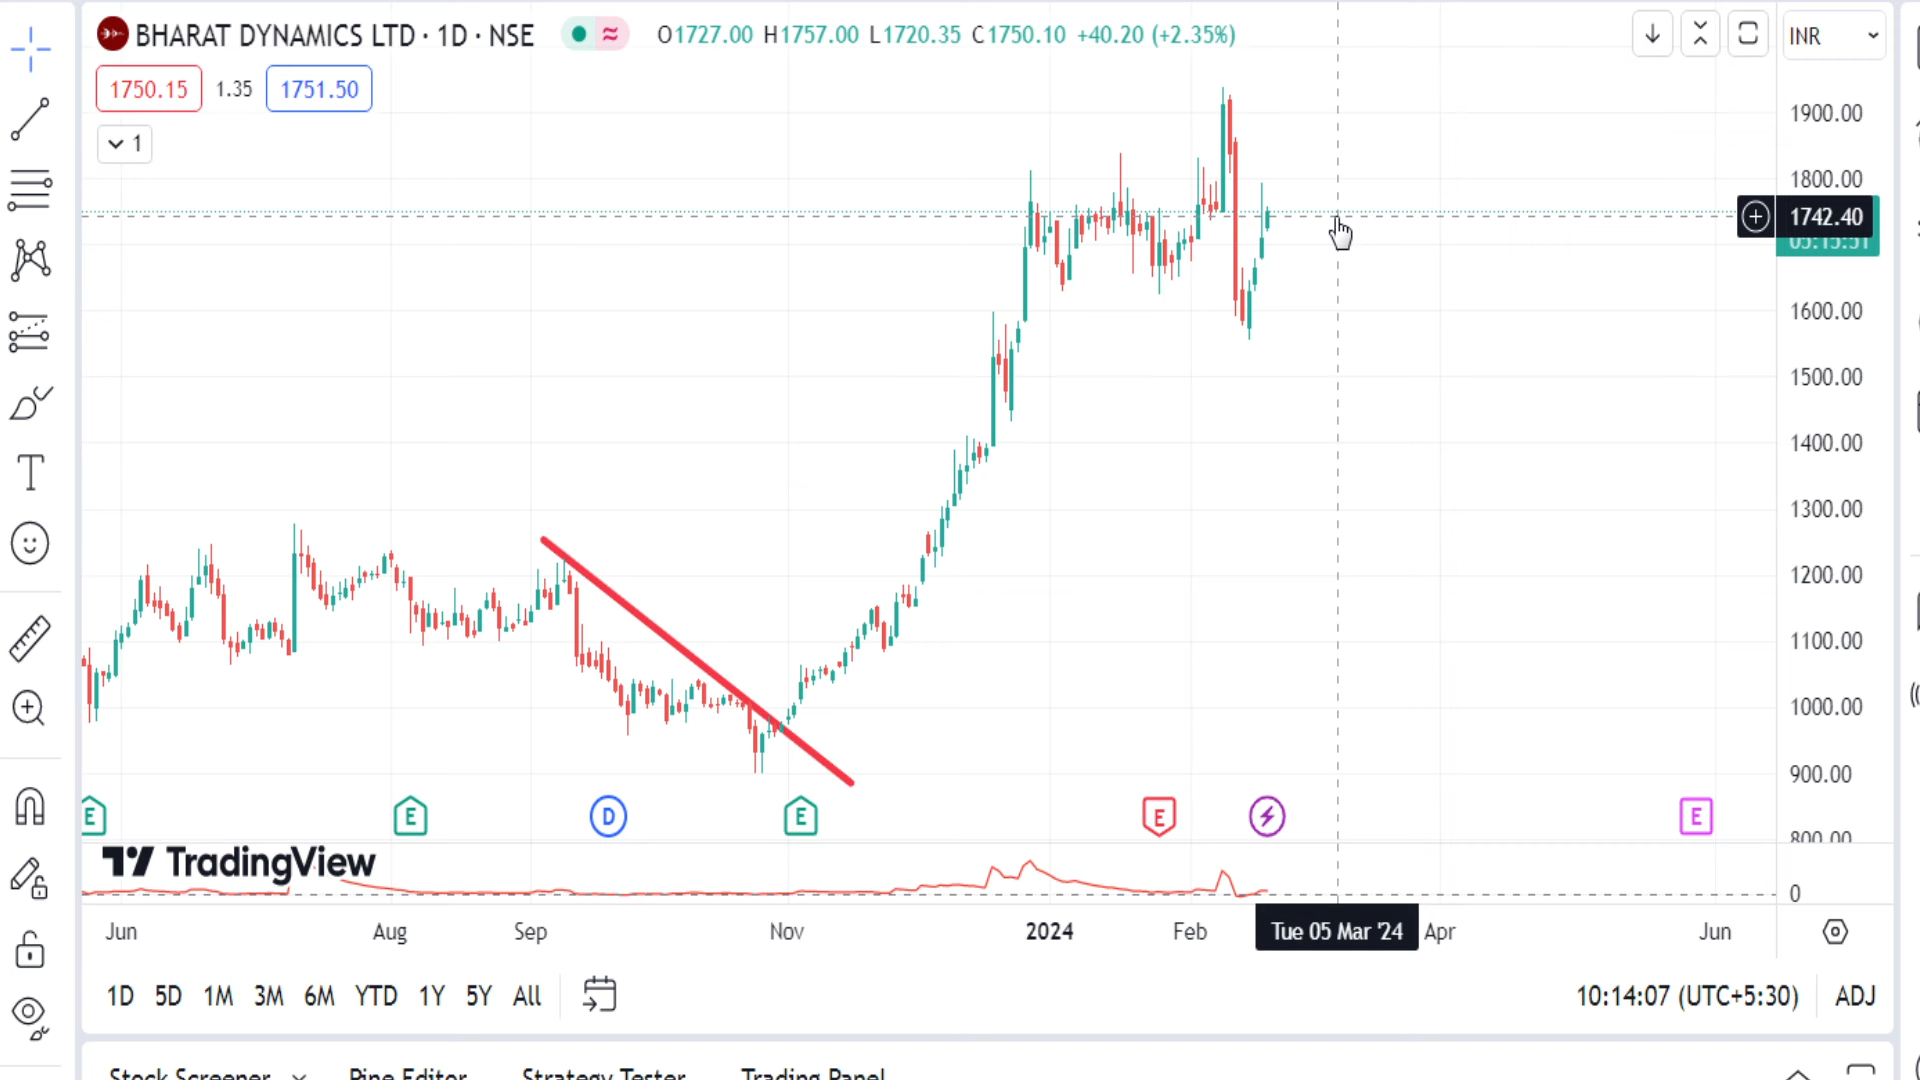 BHARAT DYNAMICS LTD · 1D · NSE
O1727.00 H1757.00 L1720.35 C1750.10 +40.20 (+2.35%)
INR
1750.15 1.35 1751.50
1
1900.00
1800.00
1742.40
05:15:51
1600.00
1500.00
1400.00
1300.00
1200.00
1100.00
1000.00
900.00
800.00
E E D E E E
TradingView
0
Jun Aug Sep Nov 2024 Feb Tue 05 Mar '24 Apr Jun
1D 5D 1M 3M 6M YTD 1Y 5Y All
10:14:07 (UTC+5:30) ADJ
Stock Screener Pine Editor Strategy Tester Trading Panel